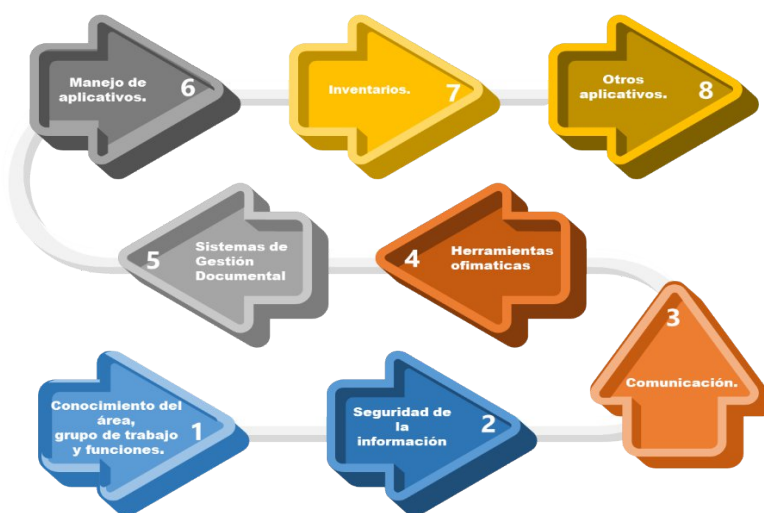 Manejo de
aplicativos.
6
Inventarios.
7
Otros
aplicativos.
8
5
Sistemas de
Gestión
Documental
4
Herramientas
ofimaticas
3
Comunicación.
Conocimiento del
área,
grupo de trabajo
y funciones.
1
Seguridad de
la
información
2